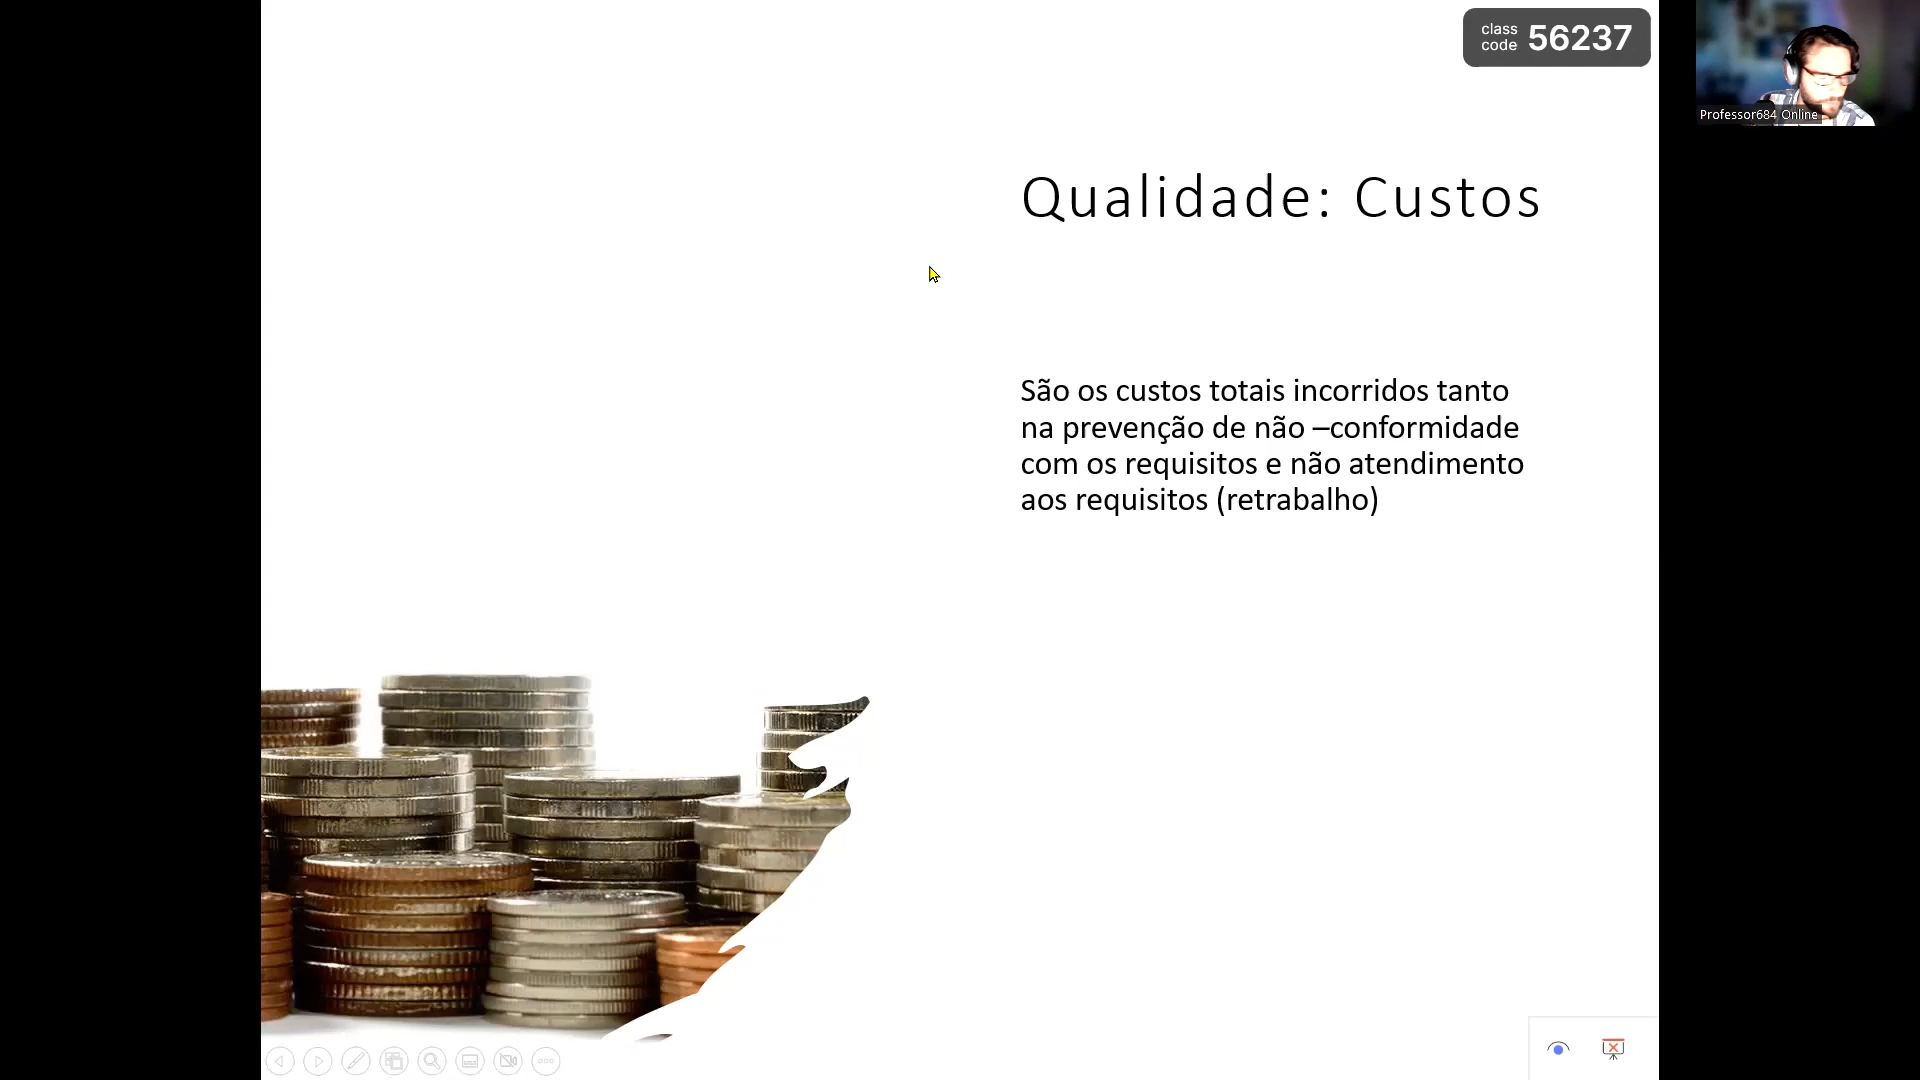 class
code 56237
Professor684 Online
Qualidade: Custos
São os custos totais incorridos tanto
na prevenção de não –conformidade
com os requisitos e não atendimento
aos requisitos (retrabalho)